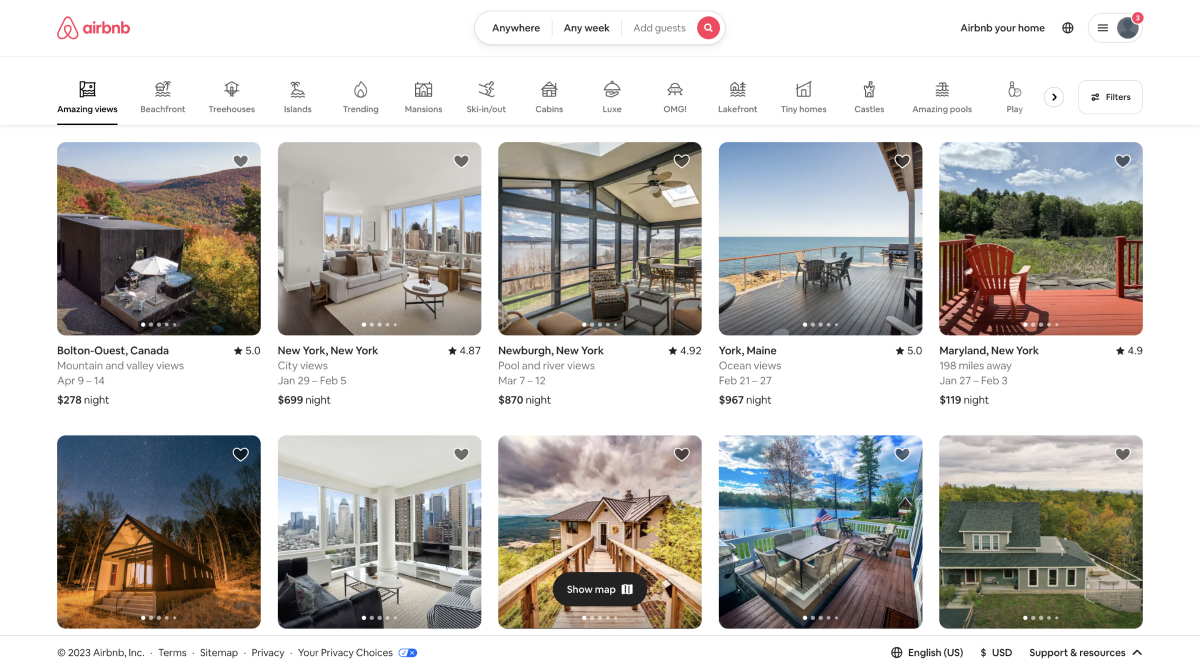 airbnb
Anywhere
Any week
Add guests
Airbnb your home
3
Amazing views
Beachfront
Treehouses
Islands
Trending
Mansions
Ski-in/out
Cabins
Luxe
OMG!
Lakefront
Tiny homes
Castles
Amazing pools
Play
Filters
Bolton-Ouest, Canada
5.0
Mountain and valley views
Apr 9 – 14
$278 night
New York, New York
4.87
City views
Jan 29 – Feb 5
$699 night
Newburgh, New York
4.92
Pool and river views
Mar 7 – 12
$870 night
York, Maine
5.0
Ocean views
Feb 21 – 27
$967 night
Maryland, New York
4.9
198 miles away
Jan 27 – Feb 3
$119 night
Show map
© 2023 Airbnb, Inc. · Terms · Sitemap · Privacy · Your Privacy Choices
English (US)
$ USD
Support & resources